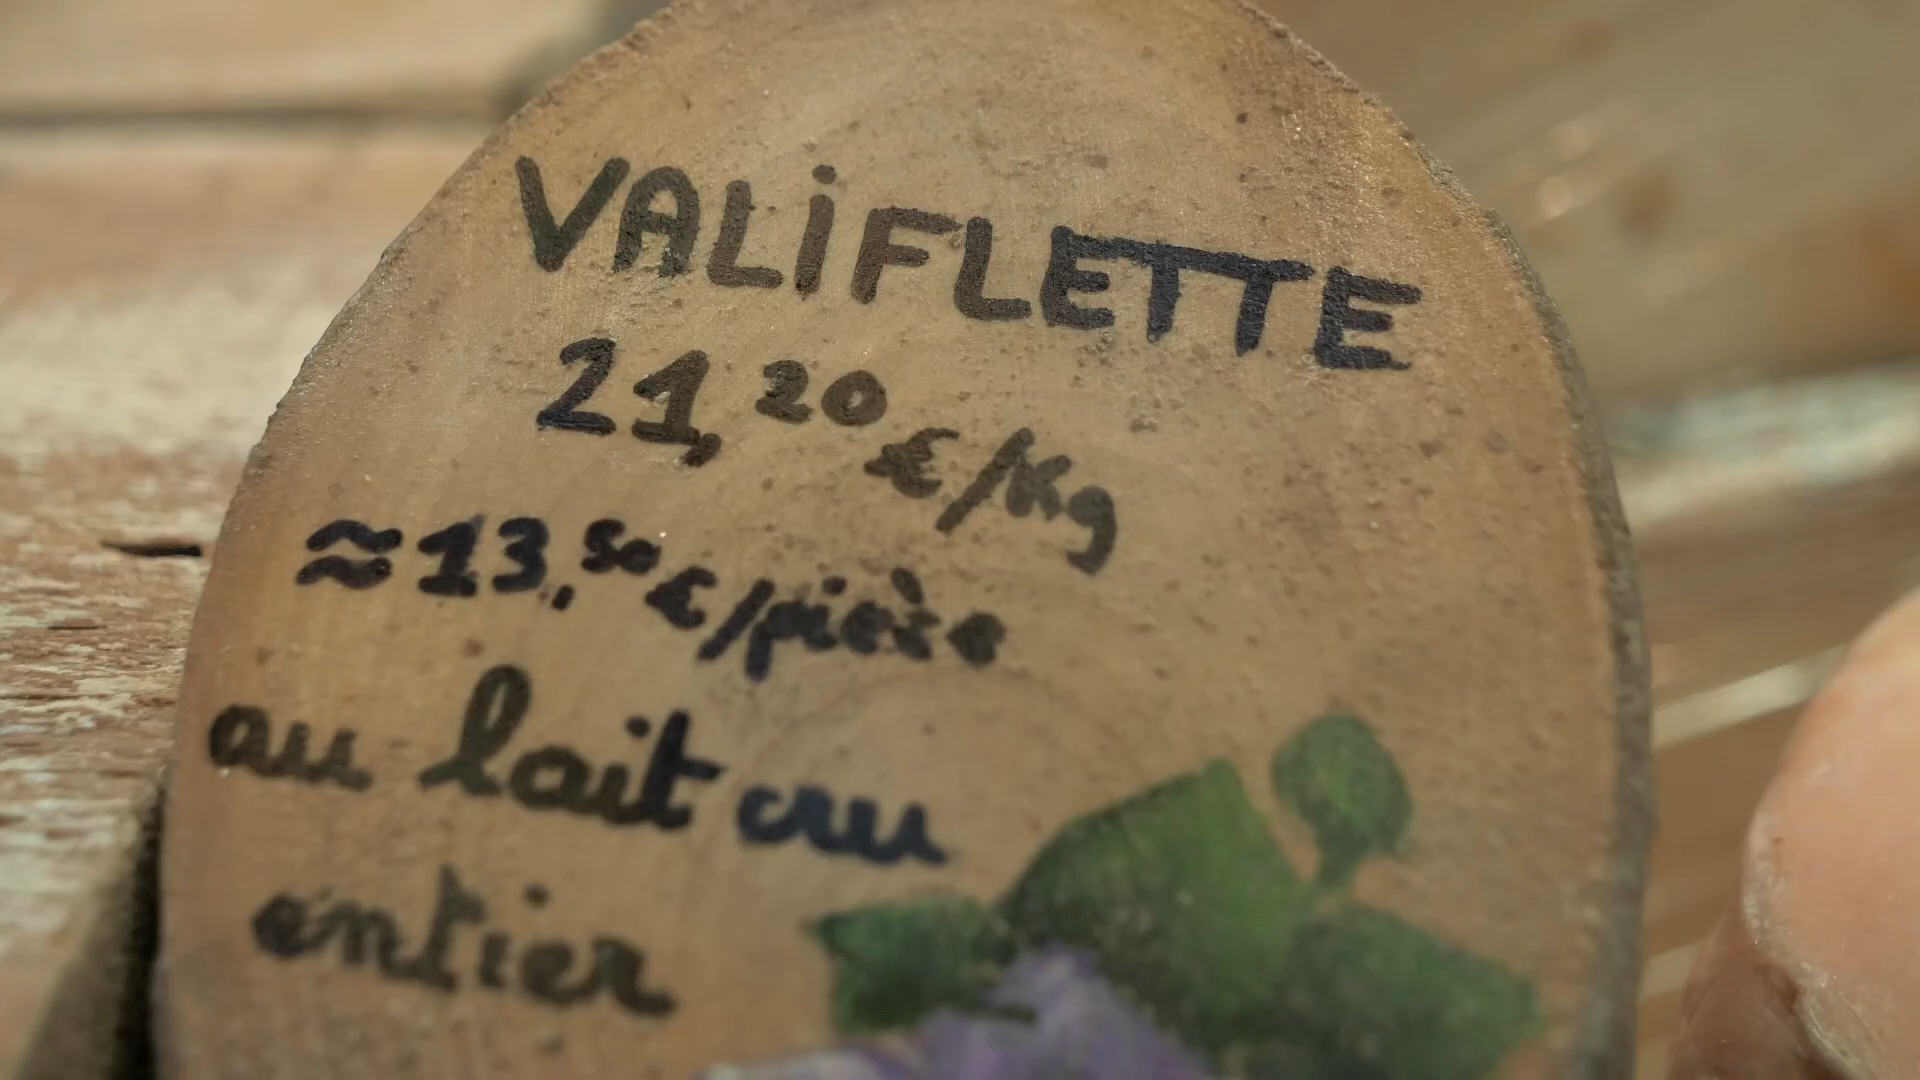 VALiFLETTE
21,20 €/Kg
≈13,50 €/pièce
au lait cru
entier